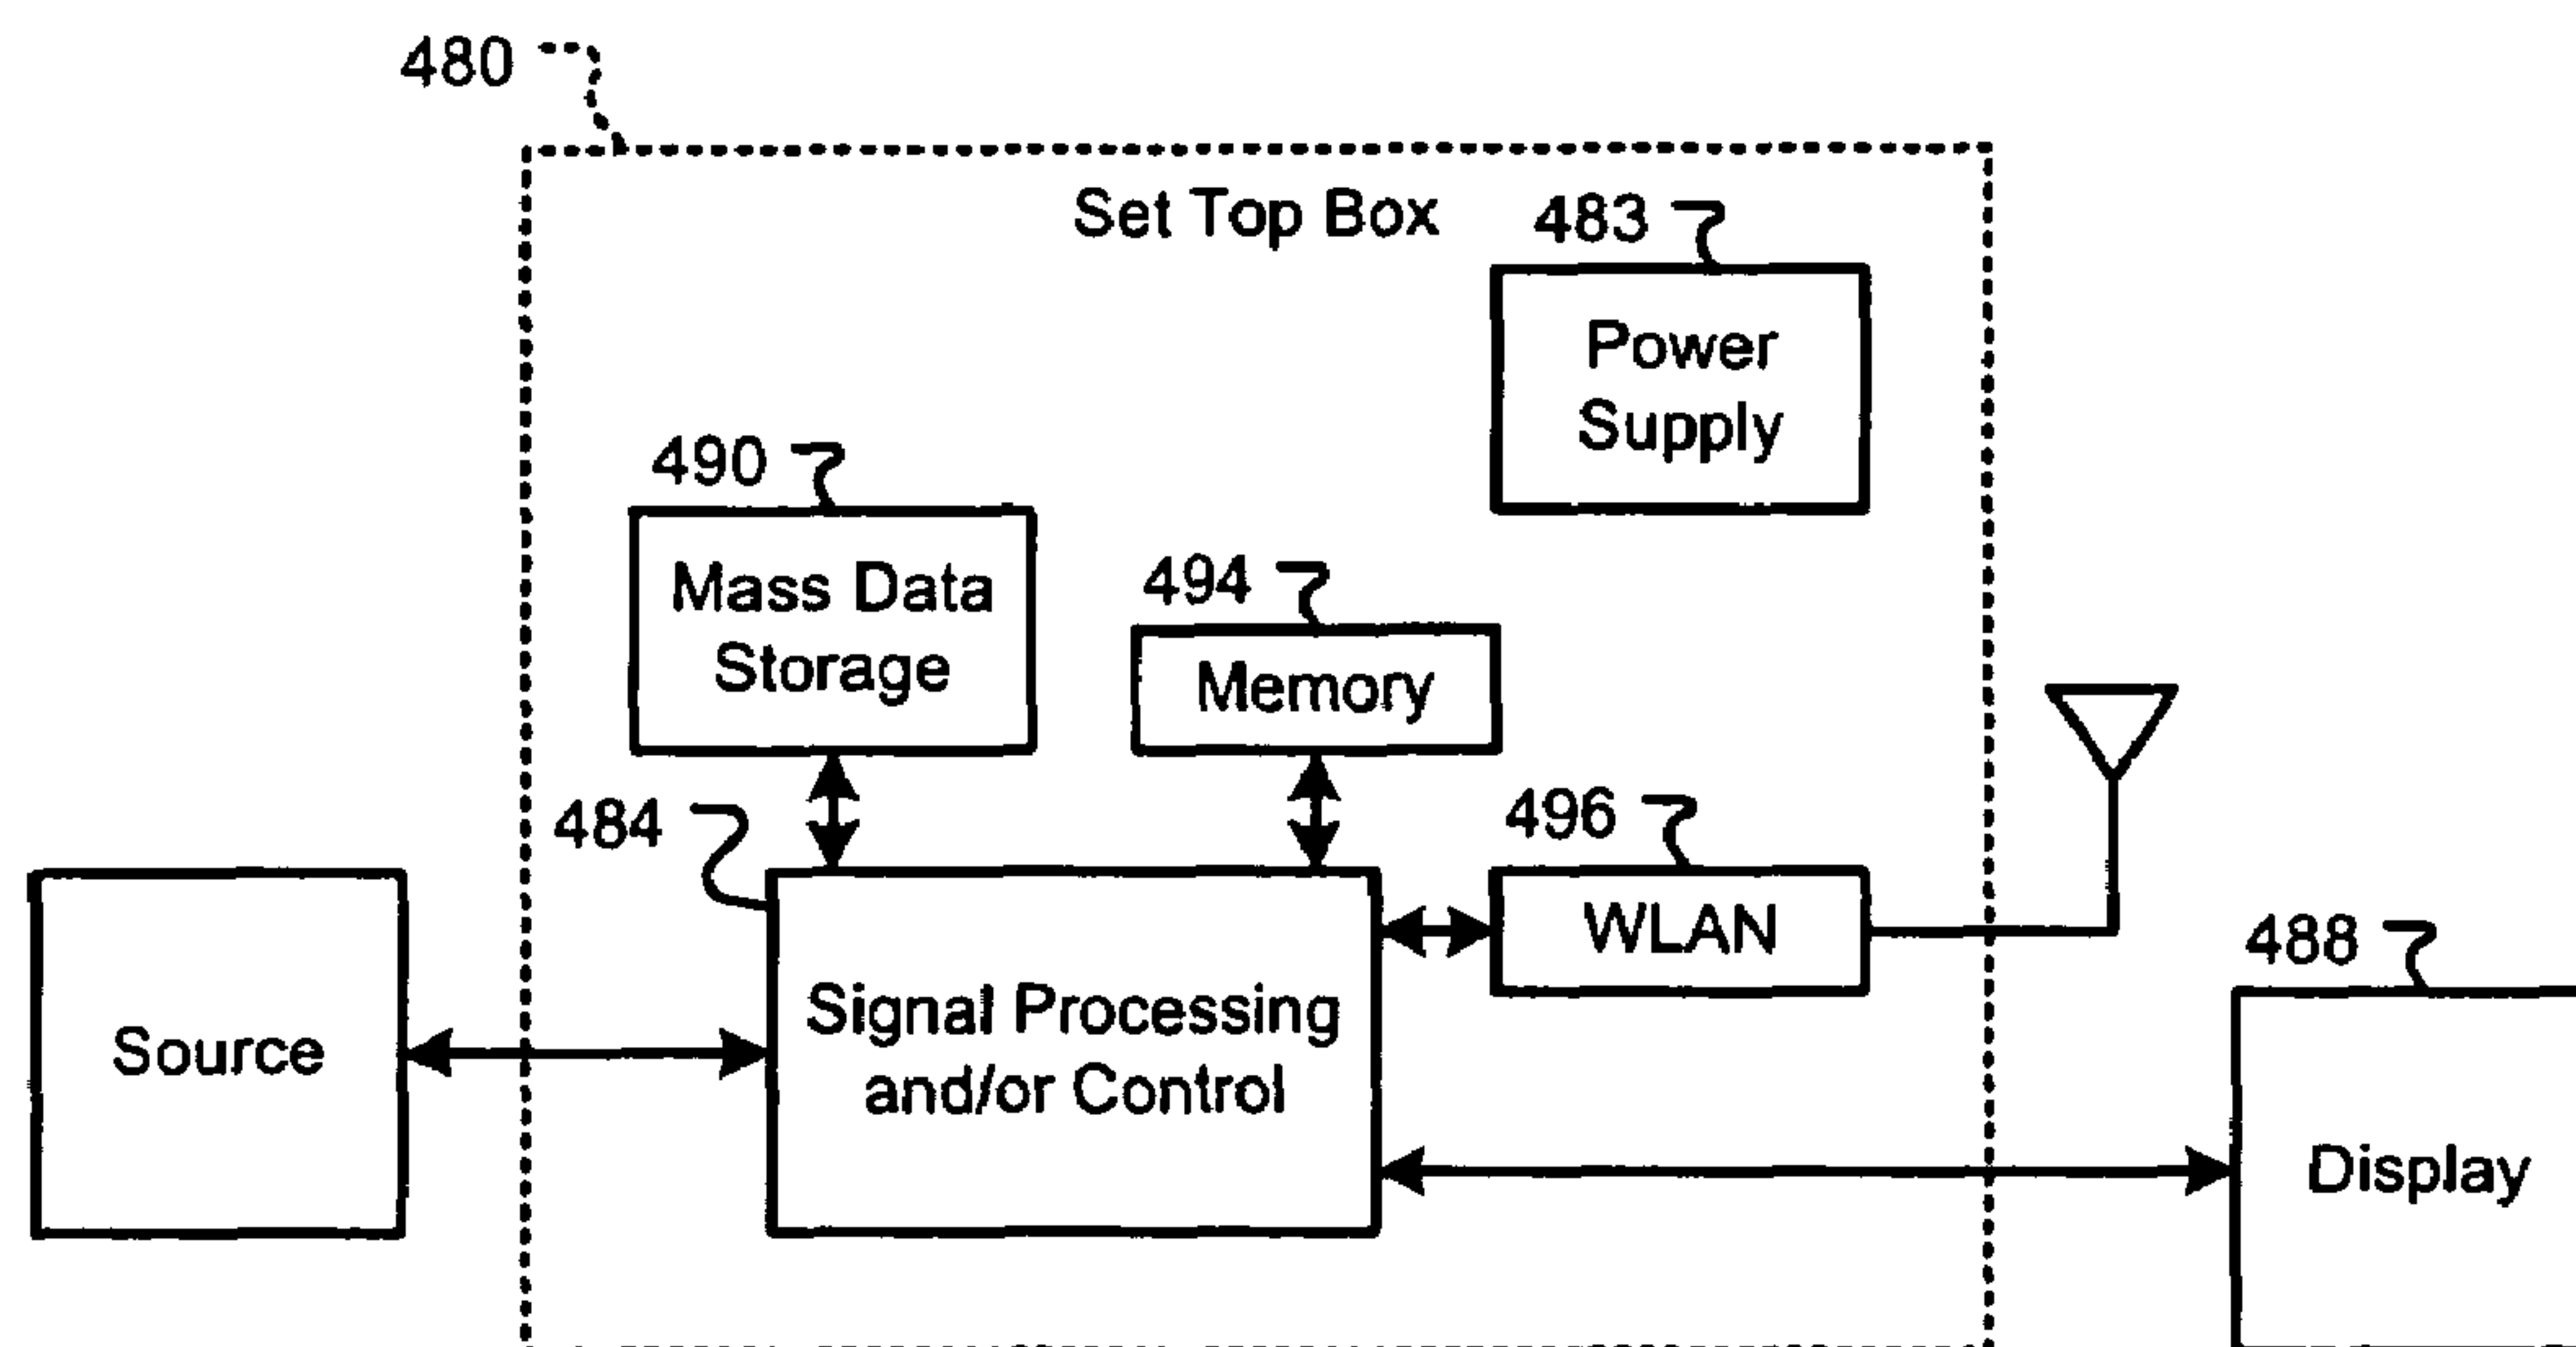 480
Set Top Box
483
Power
Supply
490
Mass Data
Storage
494
Memory
484
496
WLAN
Source
Signal Processing
and/or Control
488
Display